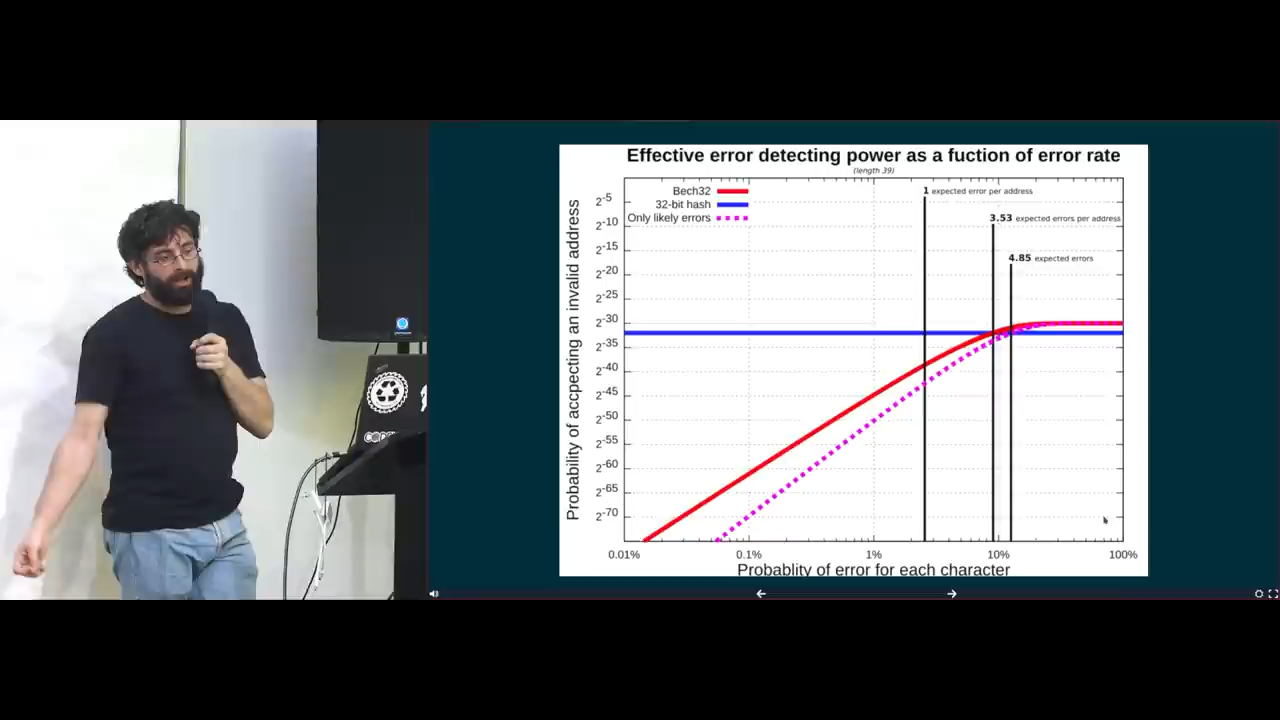 Effective error detecting power as a fuction of error rate
(length 39)
Bech32
32-bit hash
Only likely errors
1 expected error per address
3.53 expected errors per address
4.85 expected errors
Probability of accpecting an invalid address
2-5
2-10
2-15
2-20
2-25
2-30
2-35
2-40
2-45
2-50
2-55
2-60
2-65
2-70
0.01%
0.1%
1%
10%
100%
Probablity of error for each character